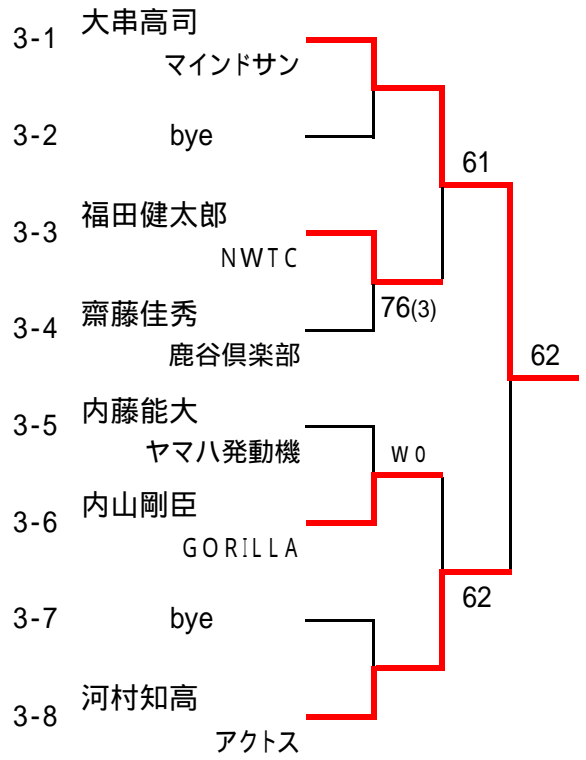 3-1 大串高司
マインドサン
3-2 bye
61
3-3 福田健太郎
NWTC
3-4 齋藤佳秀
76(3)
鹿谷倶楽部
62
3-5 内藤能大
ヤマハ発動機
W0
3-6 内山剛臣
GORILLA
62
3-7 bye
3-8 河村知高
アクトス